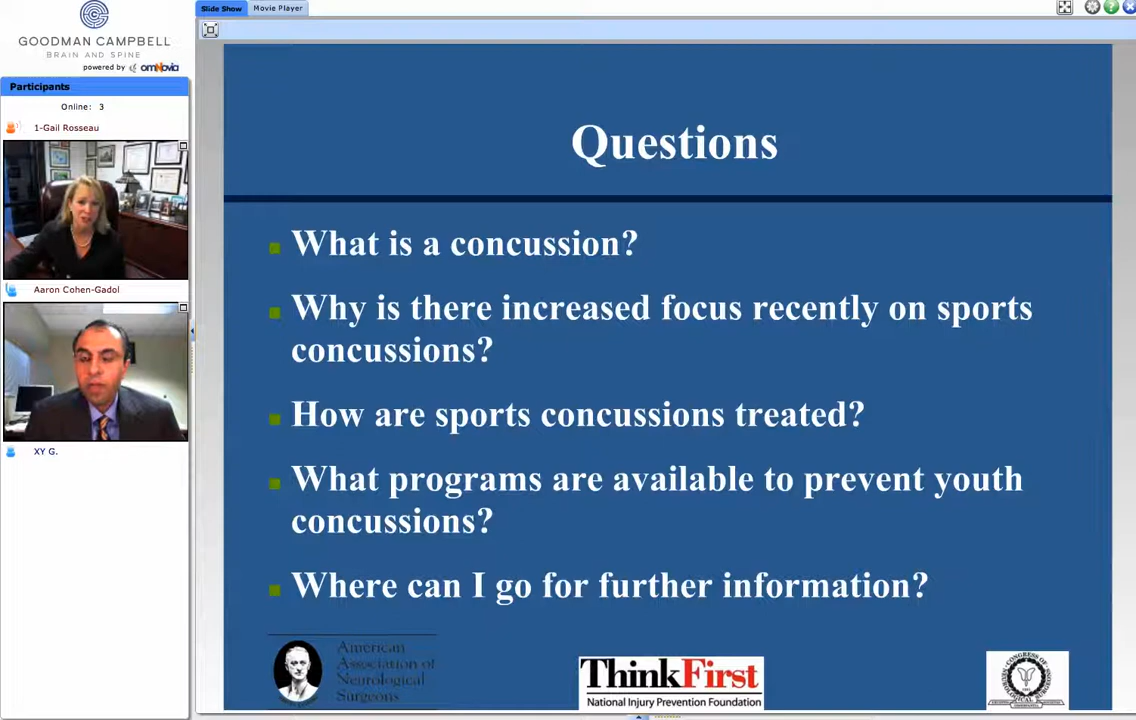 Slide Show
Movie Player
GOODMAN CAMPBELL
BRAIN AND SPINE
powered by omNovia
Participants
Online: 3
1-Gail Rosseau
Aaron Cohen-Gadol
XY G.
Questions
What is a concussion?
Why is there increased focus recently on sports
concussions?
How are sports concussions treated?
What programs are available to prevent youth
concussions?
Where can I go for further information?
American
Association of
Neurological
Surgeons
ThinkFirst
National Injury Prevention Foundation